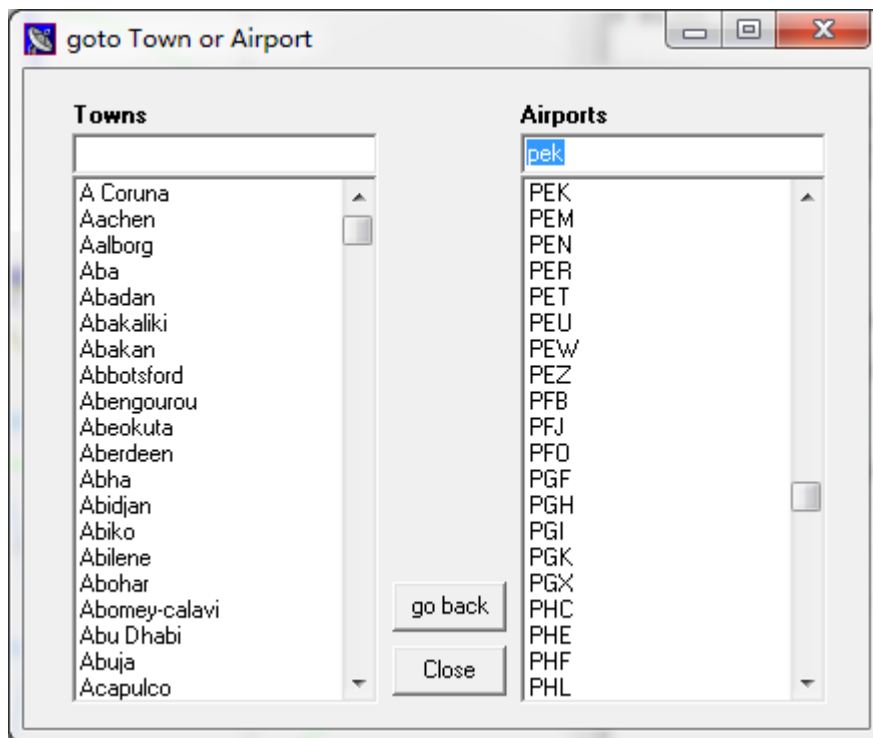 goto Town or Airport
Towns
A Coruna
Aachen
Aalborg
Aba
Abadan
Abakaliki
Abakan
Abbotsford
Abengourou
Abeokuta
Aberdeen
Abha
Abidjan
Abiko
Abilene
Abohar
Abomey-calavi
Abu Dhabi
Abuja
Acapulco
go back
Close
Airports
pek
PEK
PEM
PEN
PER
PET
PEU
PEW
PEZ
PFB
PFJ
PFO
PGF
PGH
PGI
PGK
PGX
PHC
PHE
PHF
PHL